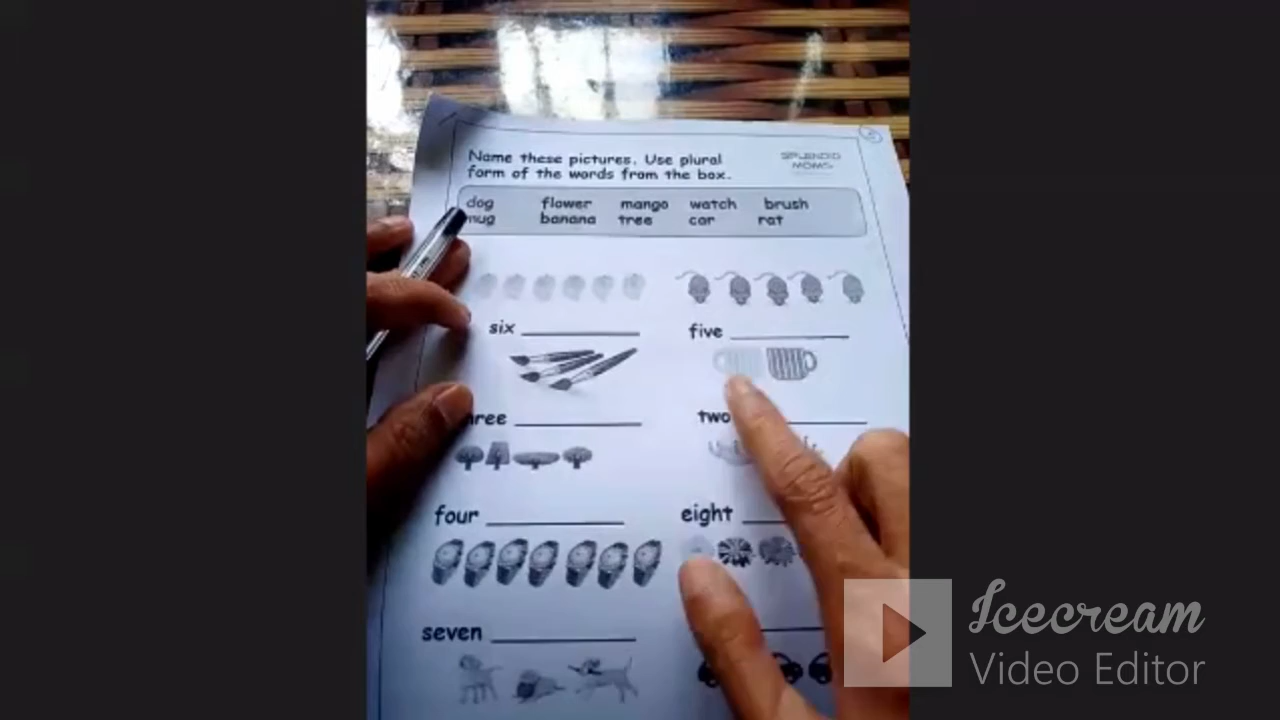 Name these pictures. Use plural
form of the words from the box.
SPLENDID
MOMS
dog flower mango watch brush
mug banana tree car rat
six
five
three
two
four
eight
seven
Icecream
Video Editor